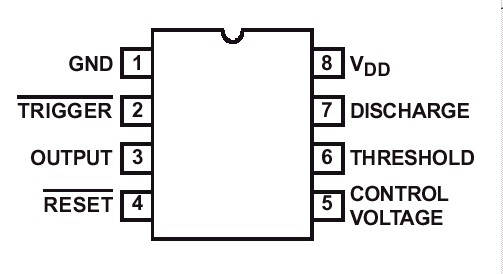 GND 1 8 VDD
TRIGGER 2 7 DISCHARGE
OUTPUT 3 6 THRESHOLD
RESET 4 5 CONTROL
VOLTAGE